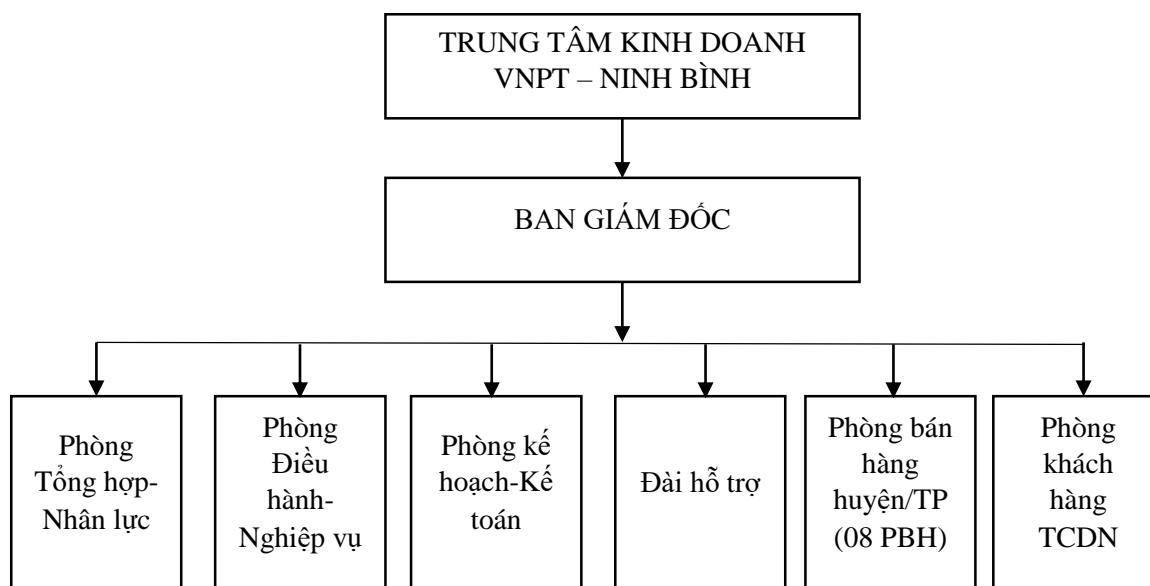 TRUNG TÂM KINH DOANH
VNPT – NINH BÌNH
BAN GIÁM ĐỐC
Phòng
Tổng hợp-
Nhân lực
Phòng
Điều
hành-
Nghiệp vụ
Phòng kế
hoạch-Kế
toán
Đài hỗ trợ
Phòng bán
hàng
huyện/TP
(08 PBH)
Phòng
khách
hàng
TCDN